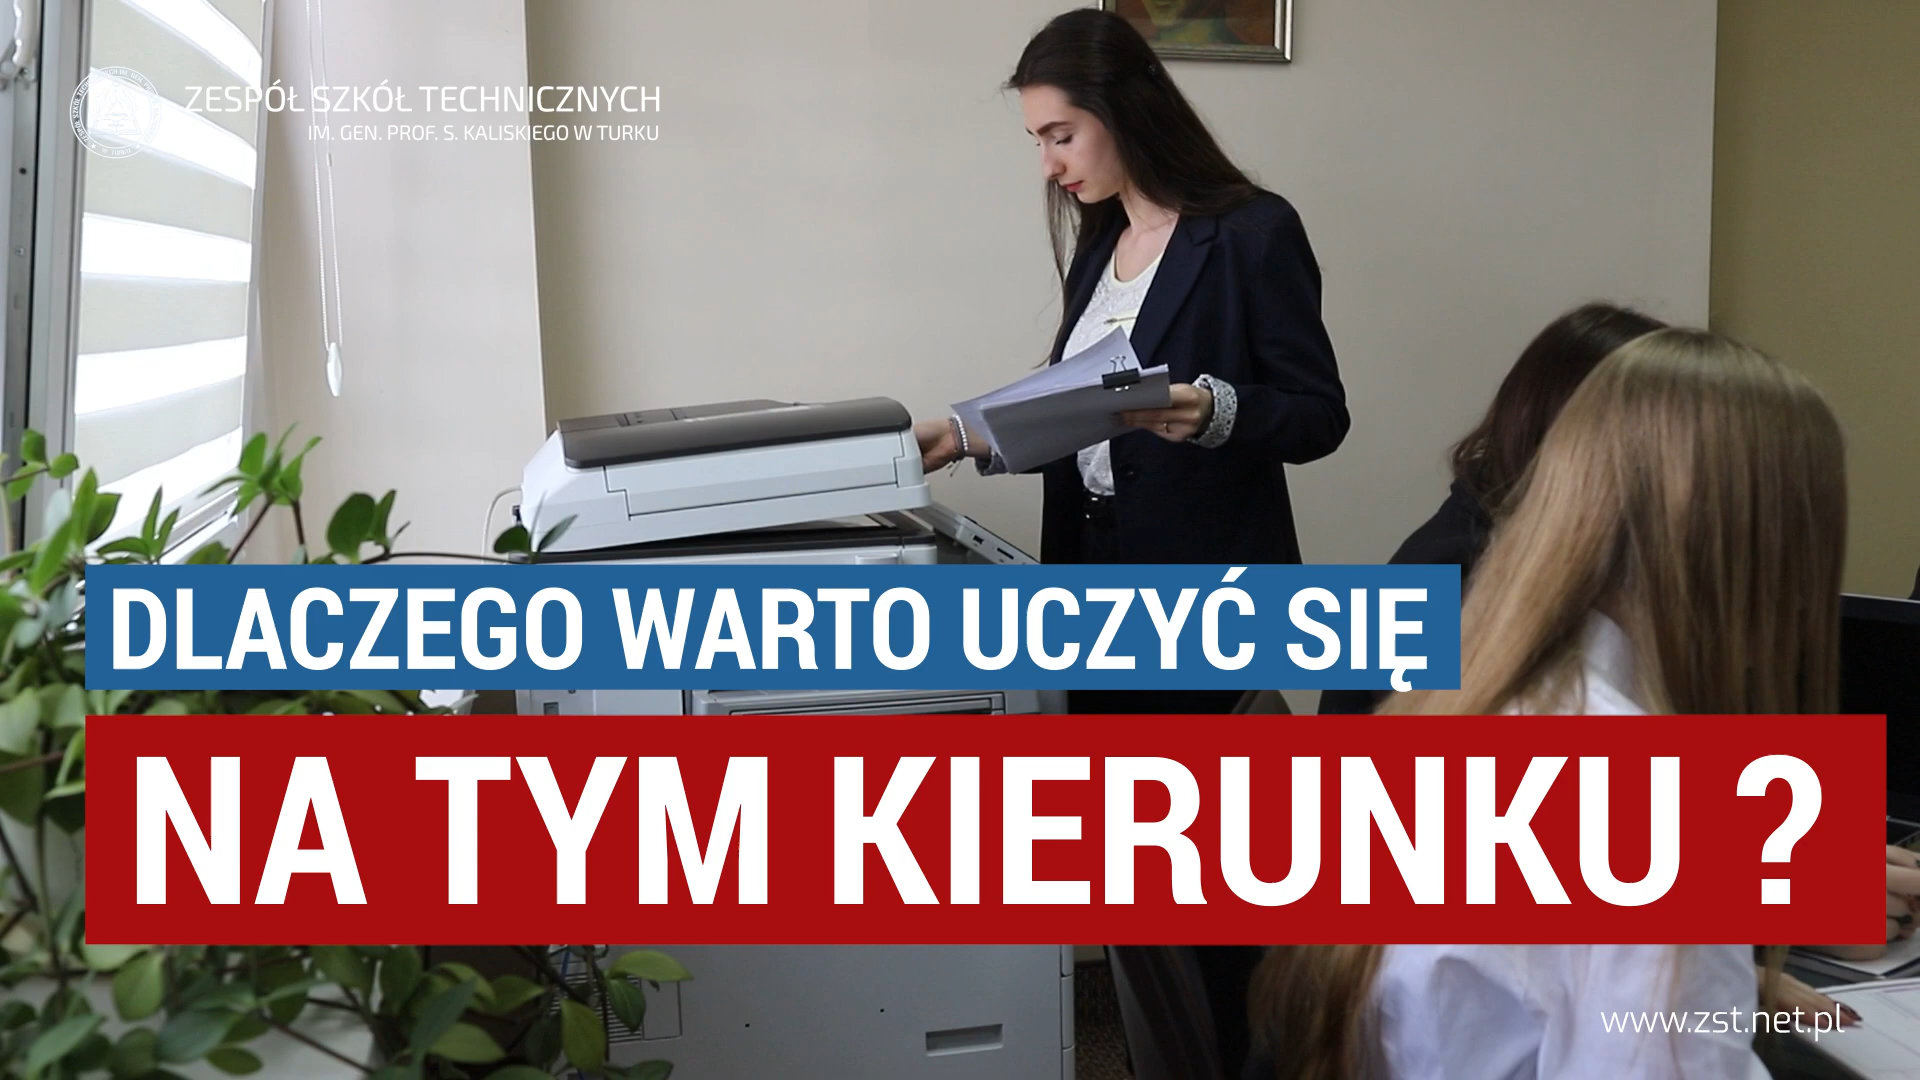 ZESPÓŁ SZKÓŁ TECHNICZNYCH
IM. GEN. PROF. S. KALISKIEGO W TURKU
DLACZEGO WARTO UCZYĆ SIĘ
NA TYM KIERUNKU ?
www.zst.net.pl